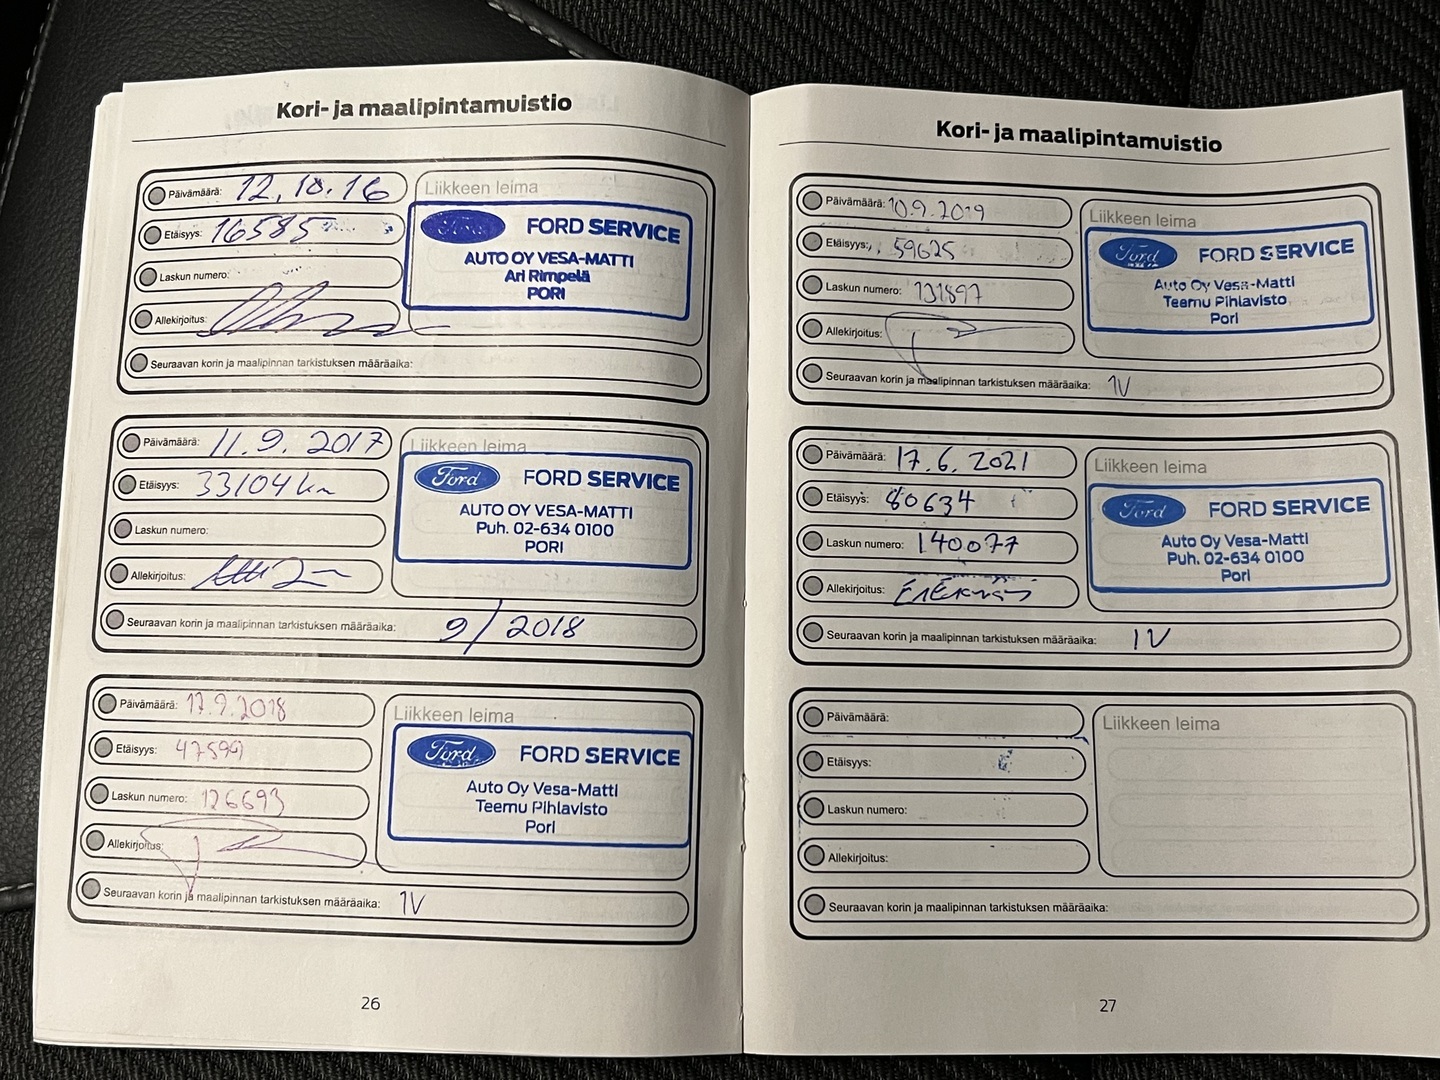 Kori- ja maalipintamuistio
Päivämäärä: 12.10.16
Etäisyys: 16585
Laskun numero:
Allekirjoitus:
Liikkeen leima
Ford FORD SERVICE
AUTO OY VESA-MATTI
Ari Rimpelä
PORI
Seuraavan korin ja maalipinnan tarkistuksen määräaika:
Päivämäärä: 11.9.2017
Etäisyys: 33104 km
Laskun numero:
Allekirjoitus:
Liikkeen leima
Ford FORD SERVICE
AUTO OY VESA-MATTI
Puh. 02-634 0100
PORI
Seuraavan korin ja maalipinnan tarkistuksen määräaika: 9/2018
Päivämäärä: 17.9.2018
Etäisyys: 47599
Laskun numero: 126693
Allekirjoitus:
Liikkeen leima
Ford FORD SERVICE
Auto Oy Vesa-Matti
Teemu Pihlavisto
Pori
Seuraavan korin ja maalipinnan tarkistuksen määräaika: 1V
26
Kori- ja maalipintamuistio
Päivämäärä: 10.9.2019
Etäisyys: 59625
Laskun numero: 131897
Allekirjoitus:
Liikkeen leima
Ford FORD SERVICE
Auto Oy Vesa-Matti
Teemu Pihlavisto
Pori
Seuraavan korin ja maalipinnan tarkistuksen määräaika: 1V
Päivämäärä: 17.6.2021
Etäisyys: 80634
Laskun numero: 140077
Allekirjoitus:
Liikkeen leima
Ford FORD SERVICE
Auto Oy Vesa-Matti
Puh. 02-634 0100
Pori
Seuraavan korin ja maalipinnan tarkistuksen määräaika: 1V
Päivämäärä:
Etäisyys:
Laskun numero:
Allekirjoitus:
Liikkeen leima
Seuraavan korin ja maalipinnan tarkistuksen määräaika:
27